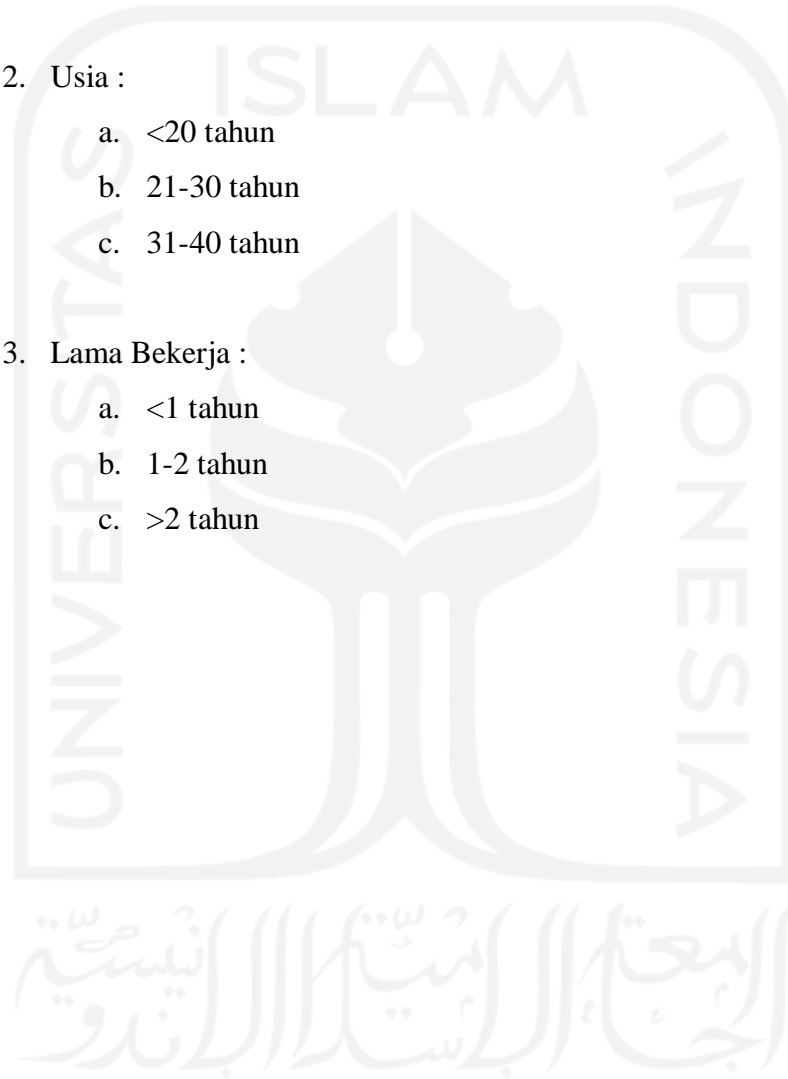 2. Usia :
a. <20 tahun
b. 21-30 tahun
c. 31-40 tahun
3. Lama Bekerja :
a. <1 tahun
b. 1-2 tahun
c. >2 tahun
ISLAM
UNIVERSITAS
INDONESIA